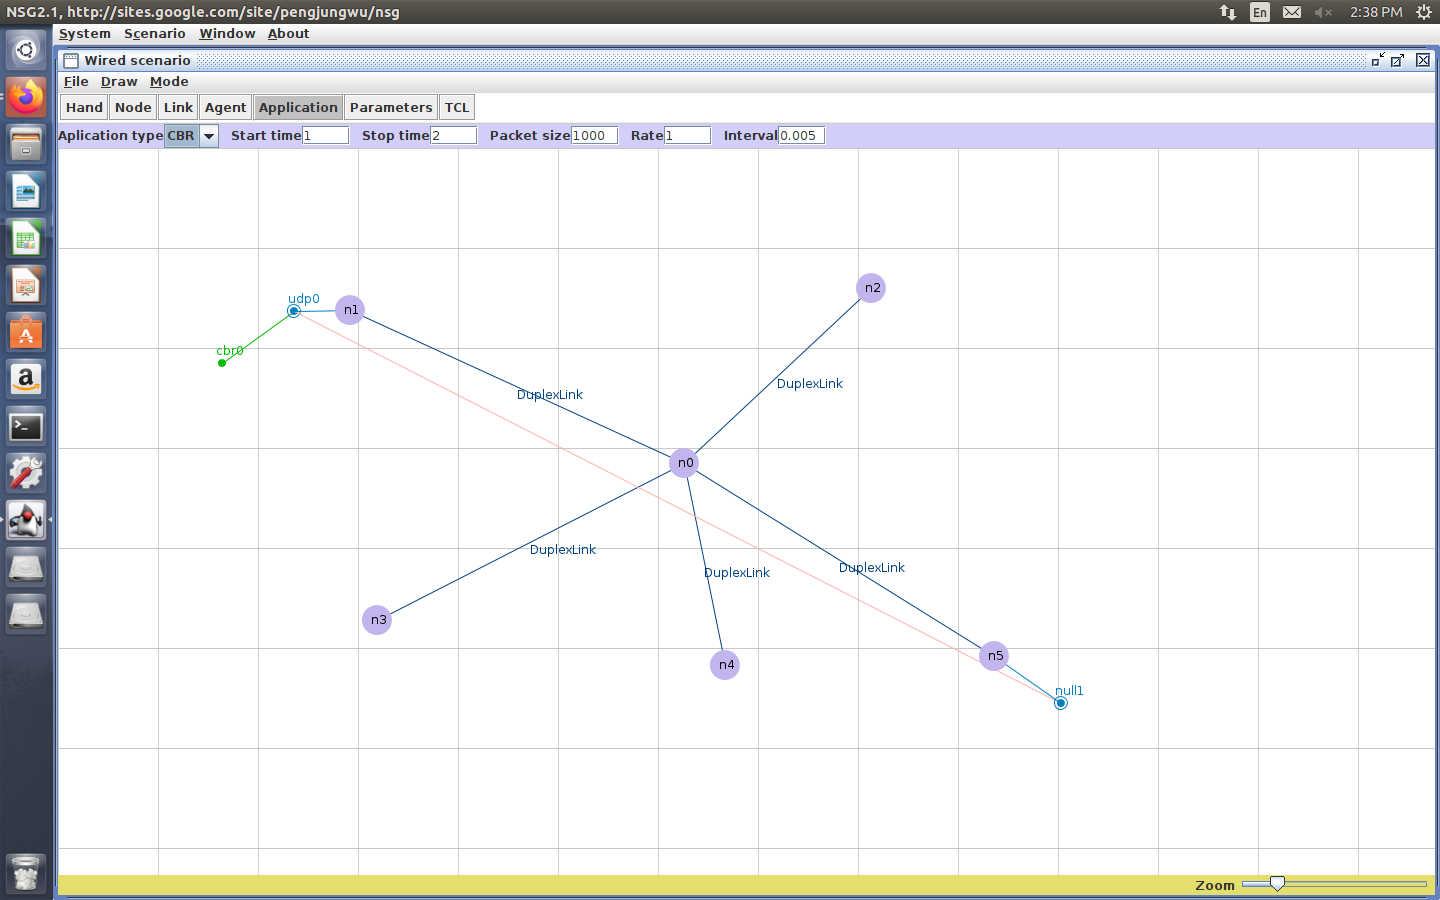 NSG2.1, http://sites.google.com/site/pengjungwu/nsg En 2:38 PM
System Scenario Window About
Wired scenario
File Draw Mode
Hand Node Link Agent Application Parameters TCL
Aplication type CBR Start time 1 Stop time 2 Packet size 1000 Rate 1 Interval 0.005
n2
udp0
n1
cbr0
DuplexLink
DuplexLink
n0
DuplexLink
DuplexLink
DuplexLink
n3
n5
n4
null1
Zoom